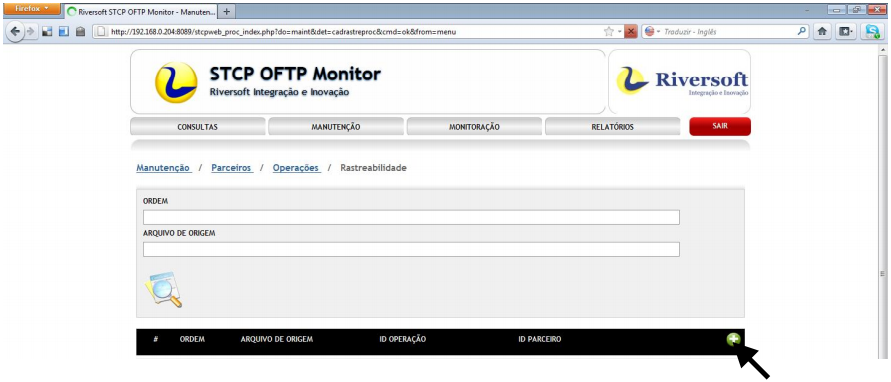 Firefox
Riversoft STCP OFTP Monitor - Manuten... +
http://192.168.0.204:8089/stcpweb_proc_index.php?do=maint&det=cadrastreproc&cmd=ok&from=menu
Traduzir - Inglês
STCP OFTP Monitor
Riversoft Integração e Inovação
Riversoft
Integração e Inovação
CONSULTAS MANUTENÇÃO MONITORAÇÃO RELATÓRIOS SAIR
Manutenção / Parceiros / Operações / Rastreabilidade
ORDEM
ARQUIVO DE ORIGEM
# ORDEM ARQUIVO DE ORIGEM ID OPERAÇÃO ID PARCEIRO